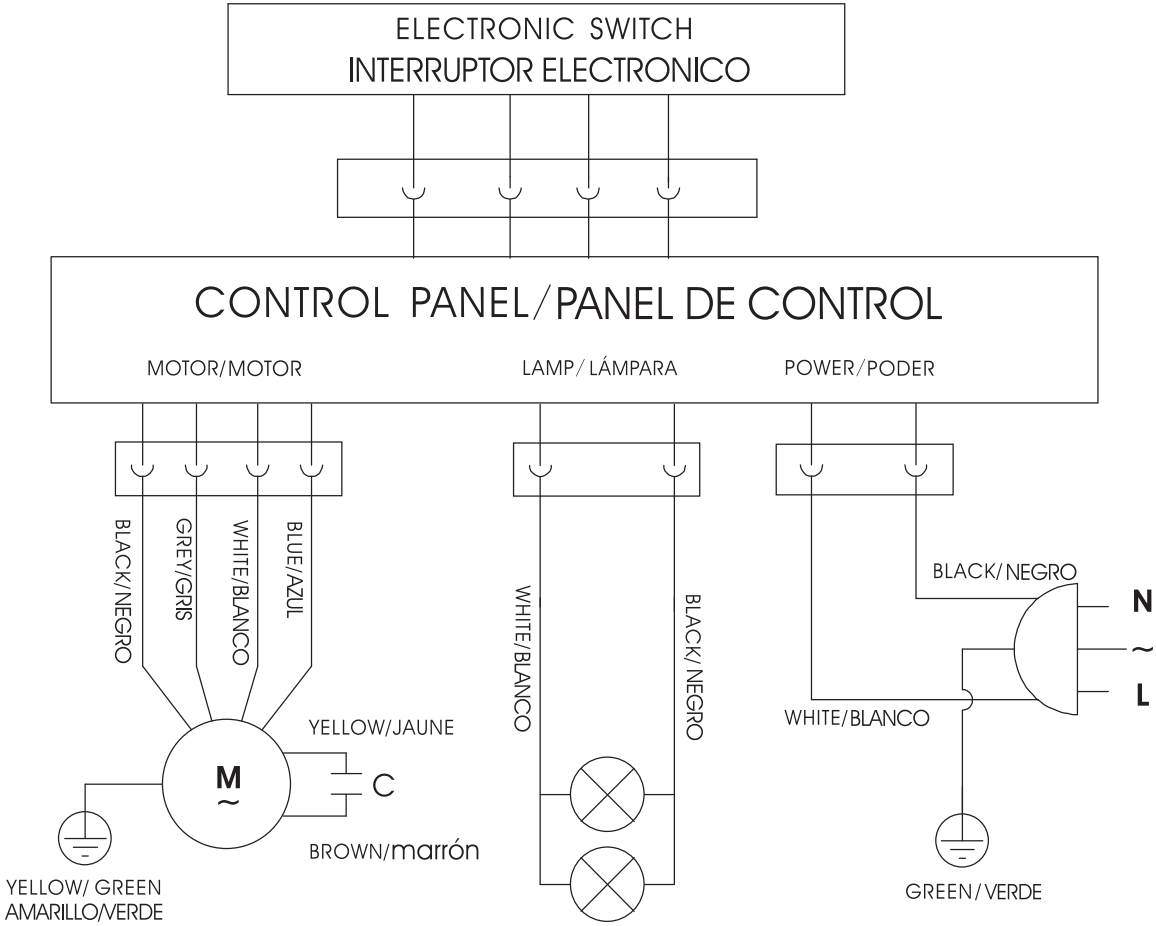 ELECTRONIC SWITCH
INTERRUPTOR ELECTRONICO
CONTROL PANEL/PANEL DE CONTROL
MOTOR/MOTOR
LAMP/LÁMPARA
POWER/PODER
BLACK/NEGRO
GREY/GRIS
WHITE/BLANCO
BLUE/AZUL
WHITE/BLANCO
BLACK/NEGRO
BLACK/NEGRO
N
~
L
WHITE/BLANCO
YELLOW/JAUNE
M
~
C
BROWN/marrón
YELLOW/GREEN
AMARILLO/VERDE
GREEN/VERDE